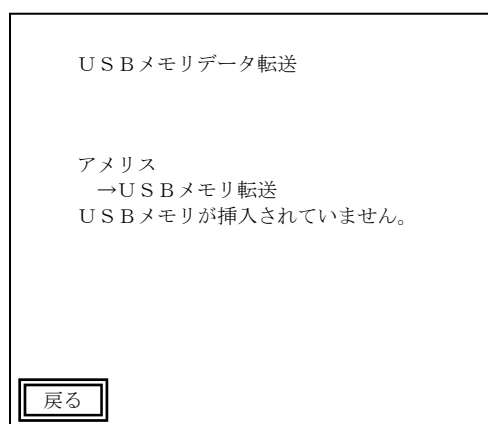 ＵＳＢメモリデータ転送
アメリス
→ＵＳＢメモリ転送
ＵＳＢメモリが挿入されていません。
戻る